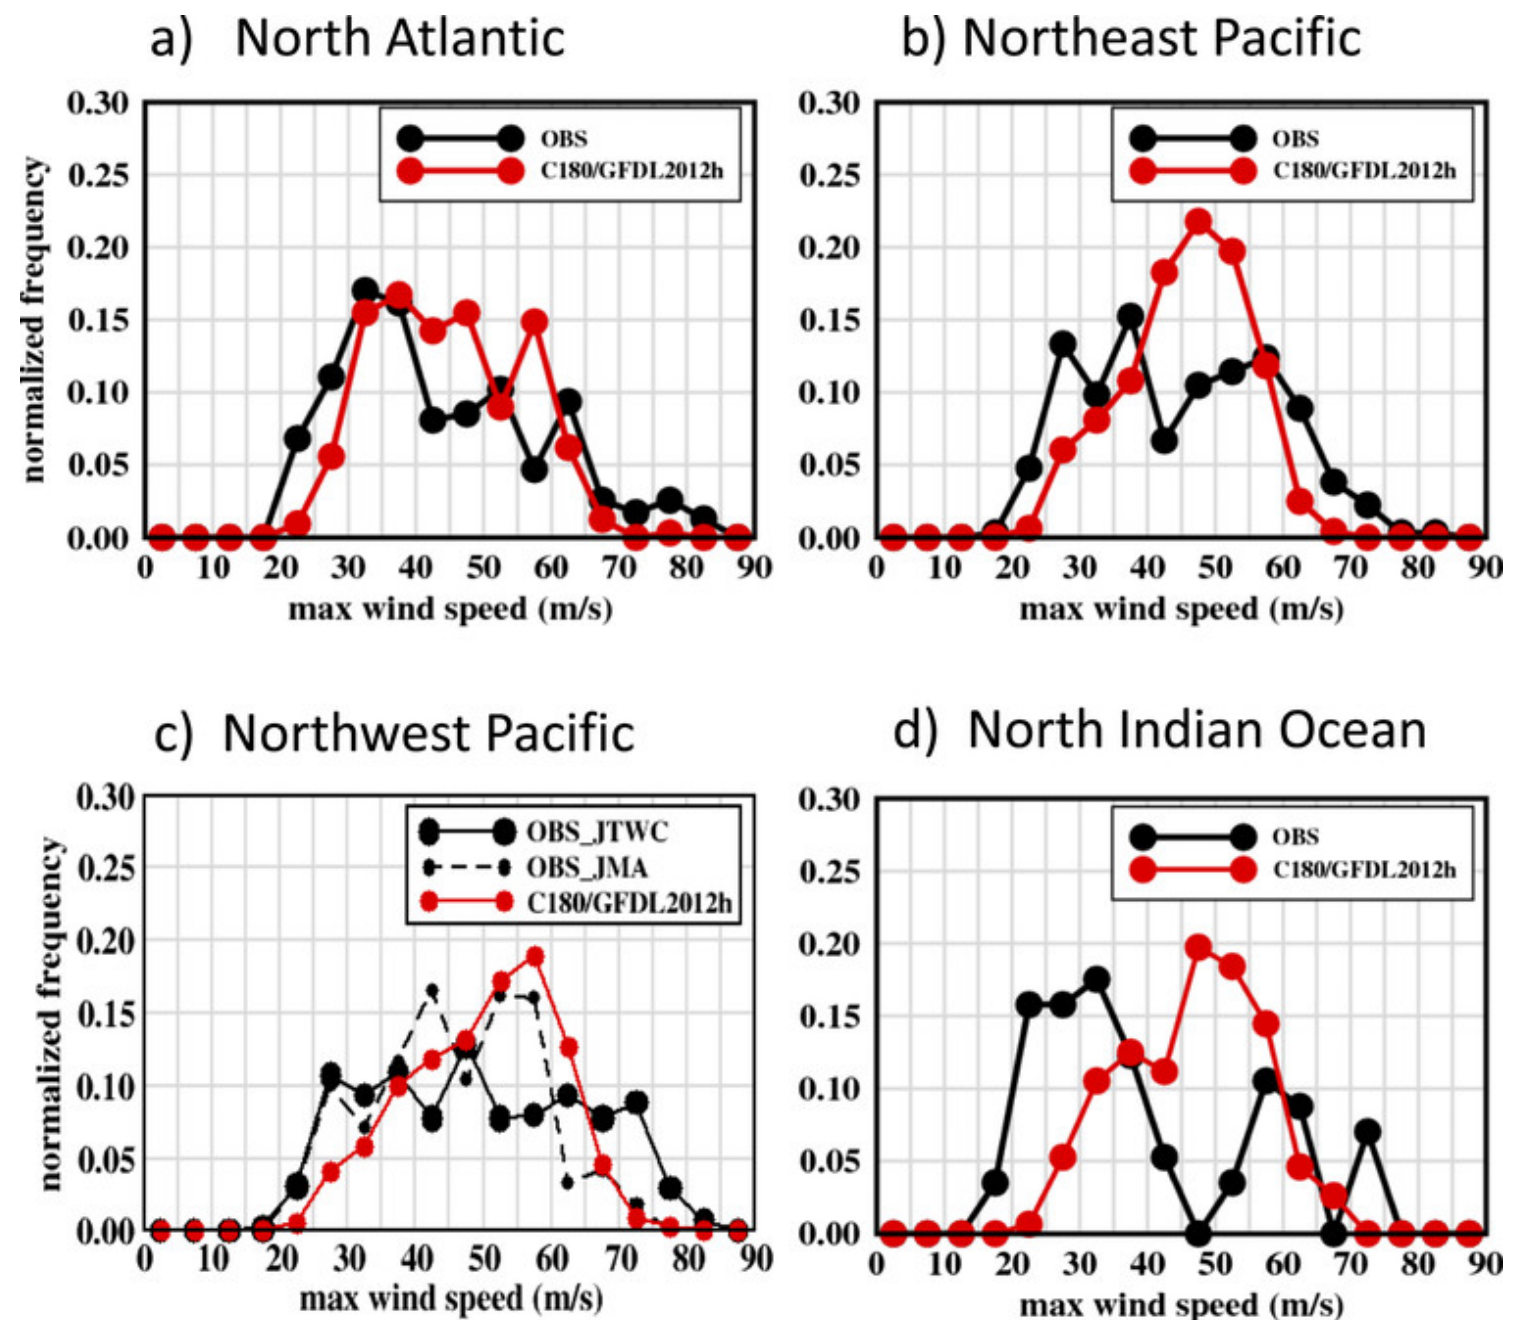 a) North Atlantic
0.30
0.25
0.20
0.15
0.10
0.05
0.00
normalized frequency
OBS
C180/GFDL2012h
0 10 20 30 40 50 60 70 80 90
max wind speed (m/s)
b) Northeast Pacific
0.30
0.25
0.20
0.15
0.10
0.05
0.00
OBS
C180/GFDL2012h
0 10 20 30 40 50 60 70 80 90
max wind speed (m/s)
c) Northwest Pacific
0.30
0.25
0.20
0.15
0.10
0.05
0.00
normalized frequency
OBS_JTWC
OBS_JMA
C180/GFDL2012h
0 10 20 30 40 50 60 70 80 90
max wind speed (m/s)
d) North Indian Ocean
0.30
0.25
0.20
0.15
0.10
0.05
0.00
OBS
C180/GFDL2012h
0 10 20 30 40 50 60 70 80 90
max wind speed (m/s)